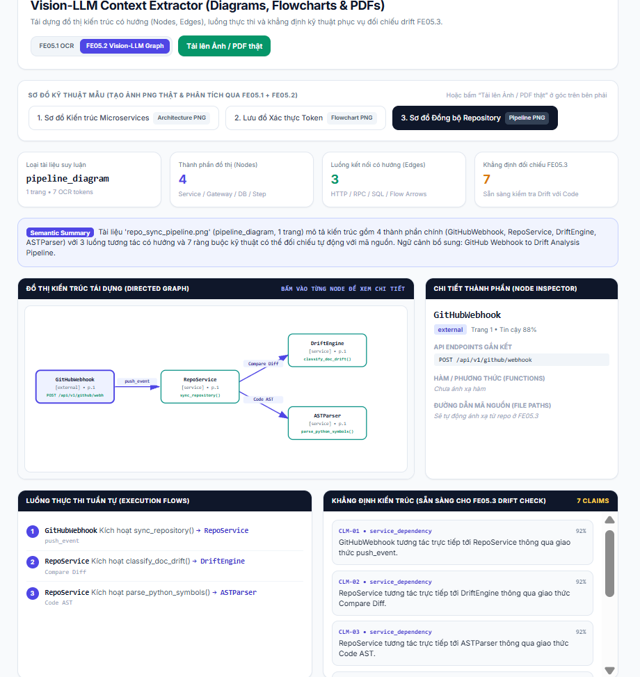 Vision-LLM Context Extractor (Diagrams, Flowcharts & PDFs)
Tái dựng đồ thị kiến trúc có hướng (Nodes, Edges), luồng thực thi và khẳng định kỹ thuật phục vụ đối chiếu drift FE05.3.
FE05.1 OCR
FE05.2 Vision-LLM Graph
Tải lên Ảnh / PDF thật
SƠ ĐỒ KỸ THUẬT MẪU (TẠO ẢNH PNG THẬT & PHÂN TÍCH QUA FE05.1 + FE05.2)
Hoặc bấm "Tải lên Ảnh / PDF thật" ở góc trên bên phải
1. Sơ đồ Kiến trúc Microservices Architecture PNG
2. Lưu đồ Xác thực Token Flowchart PNG
3. Sơ đồ Đồng bộ Repository Pipeline PNG
Loại tài liệu suy luận
pipeline_diagram
1 trang • 7 OCR tokens
Thành phần đồ thị (Nodes)
4
Service / Gateway / DB / Step
Luồng kết nối có hướng (Edges)
3
HTTP / RPC / SQL / Flow Arrows
Khẳng định đối chiếu FE05.3
7
Sẵn sàng kiểm tra Drift với Code
Semantic Summary Tài liệu 'repo_sync_pipeline.png' (pipeline_diagram, 1 trang) mô tả kiến trúc gồm 4 thành phần chính (GitHubWebhook, RepoService, DriftEngine,
ASTParser) với 3 luồng tương tác có hướng và 7 ràng buộc kỹ thuật có thể đối chiếu tự động với mã nguồn. Ngữ cảnh bổ sung: GitHub Webhook to Drift Analysis
Pipeline.
ĐỒ THỊ KIẾN TRÚC TÁI DỰNG (DIRECTED GRAPH)
BẤM VÀO TỪNG NODE ĐỂ XEM CHI TIẾT
GitHubWebhook
[external] • p.1
POST /api/v1/github/web
push_event
RepoService
[service] • p.1
sync_repository()
Compare Diff
DriftEngine
[service] • p.1
classify_doc_drift()
Code AST
ASTParser
[service] • p.1
parse_python_symbols()
CHI TIẾT THÀNH PHẦN (NODE INSPECTOR)
GitHubWebhook
external Trang 1 • Tin cậy 88%
API ENDPOINTS GẮN KẾT
POST /api/v1/github/webhook
HÀM / PHƯƠNG THỨC (FUNCTIONS)
Chưa ánh xạ hàm
ĐƯỜNG DẪN MÃ NGUỒN (FILE PATHS)
Sẽ tự động ánh xạ từ repo ở FE05.3
LUỒNG THỰC THI TUẦN TỰ (EXECUTION FLOWS)
1 GitHubWebhook Kích hoạt sync_repository() → RepoService
push_event
2 RepoService Kích hoạt classify_doc_drift() → DriftEngine
Compare Diff
3 RepoService Kích hoạt parse_python_symbols() → ASTParser
Code AST
KHẲNG ĐỊNH KIẾN TRÚC (SẴN SÀNG CHO FE05.3 DRIFT CHECK)
7 CLAIMS
CLM-01 • service_dependency 92%
GitHubWebhook tương tác trực tiếp tới RepoService thông qua giao
thức push_event.
CLM-02 • service_dependency 92%
RepoService tương tác trực tiếp tới DriftEngine thông qua giao thức
Compare Diff.
CLM-03 • service_dependency 92%
RepoService tương tác trực tiếp tới ASTParser thông qua giao thức
Code AST.